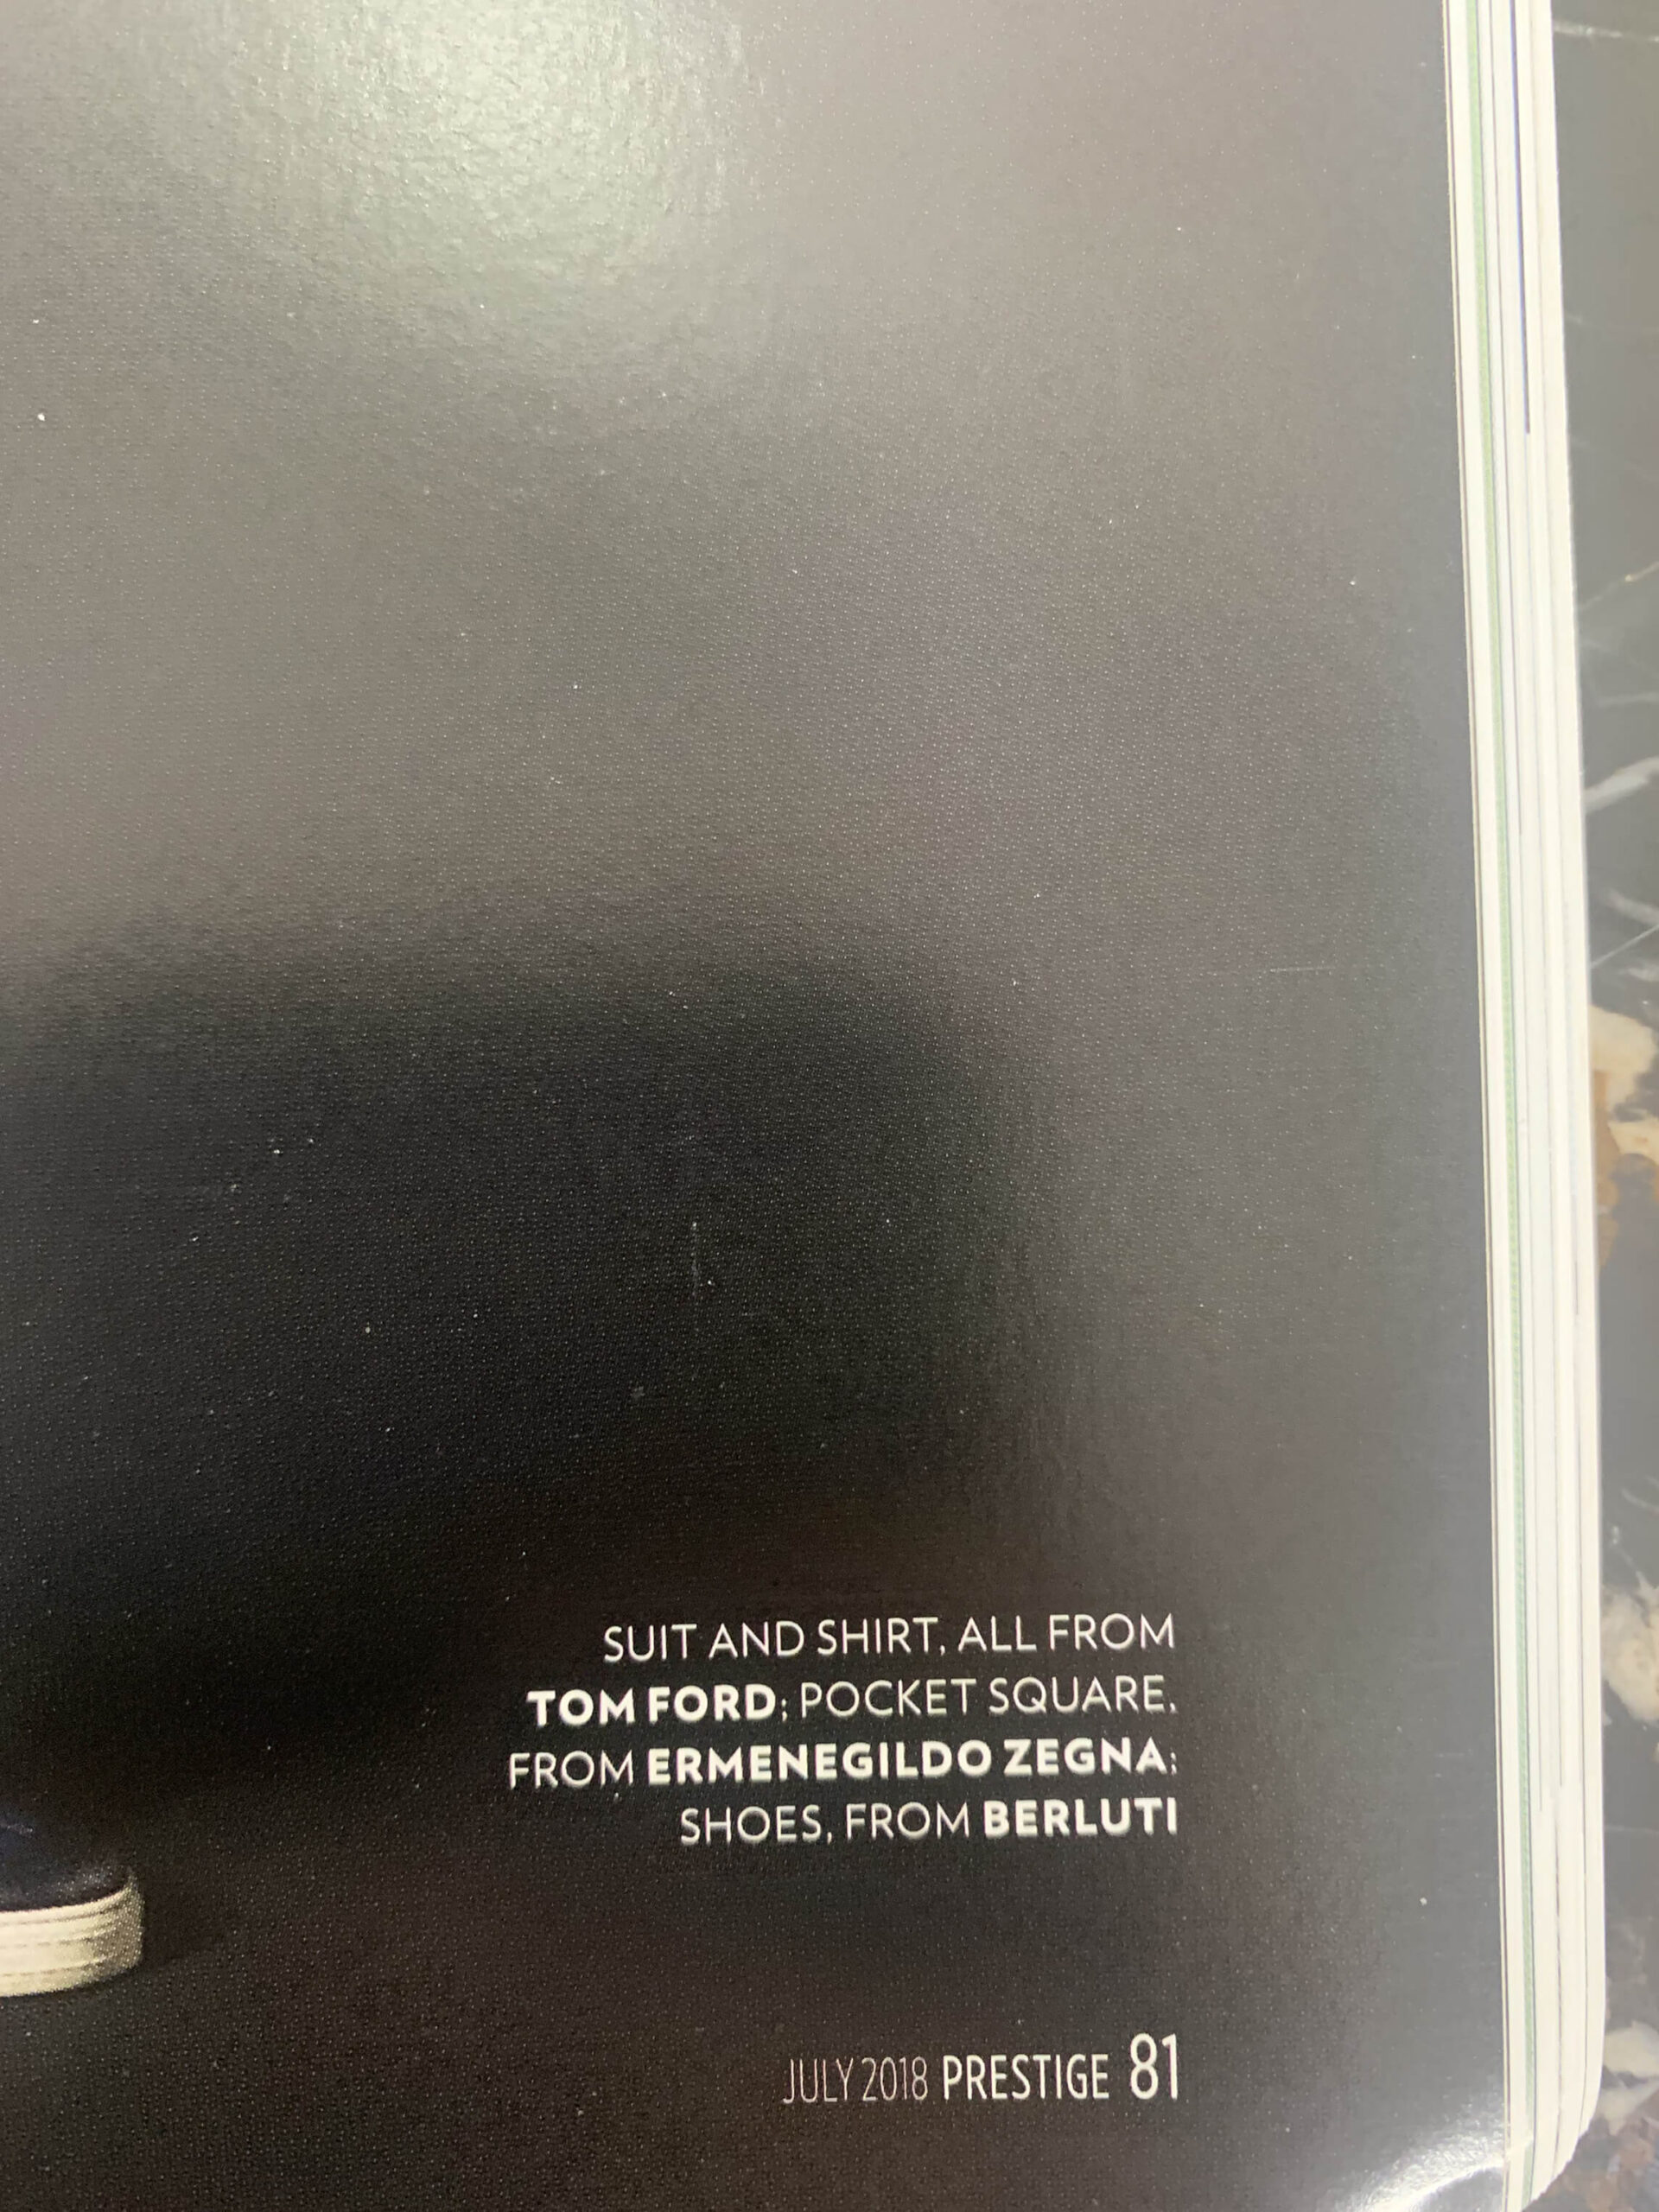 SUIT AND SHIRT, ALL FROM
TOM FORD; POCKET SQUARE,
FROM ERMENEGILDO ZEGNA;
SHOES, FROM BERLUTI
JULY 2018 PRESTIGE 81